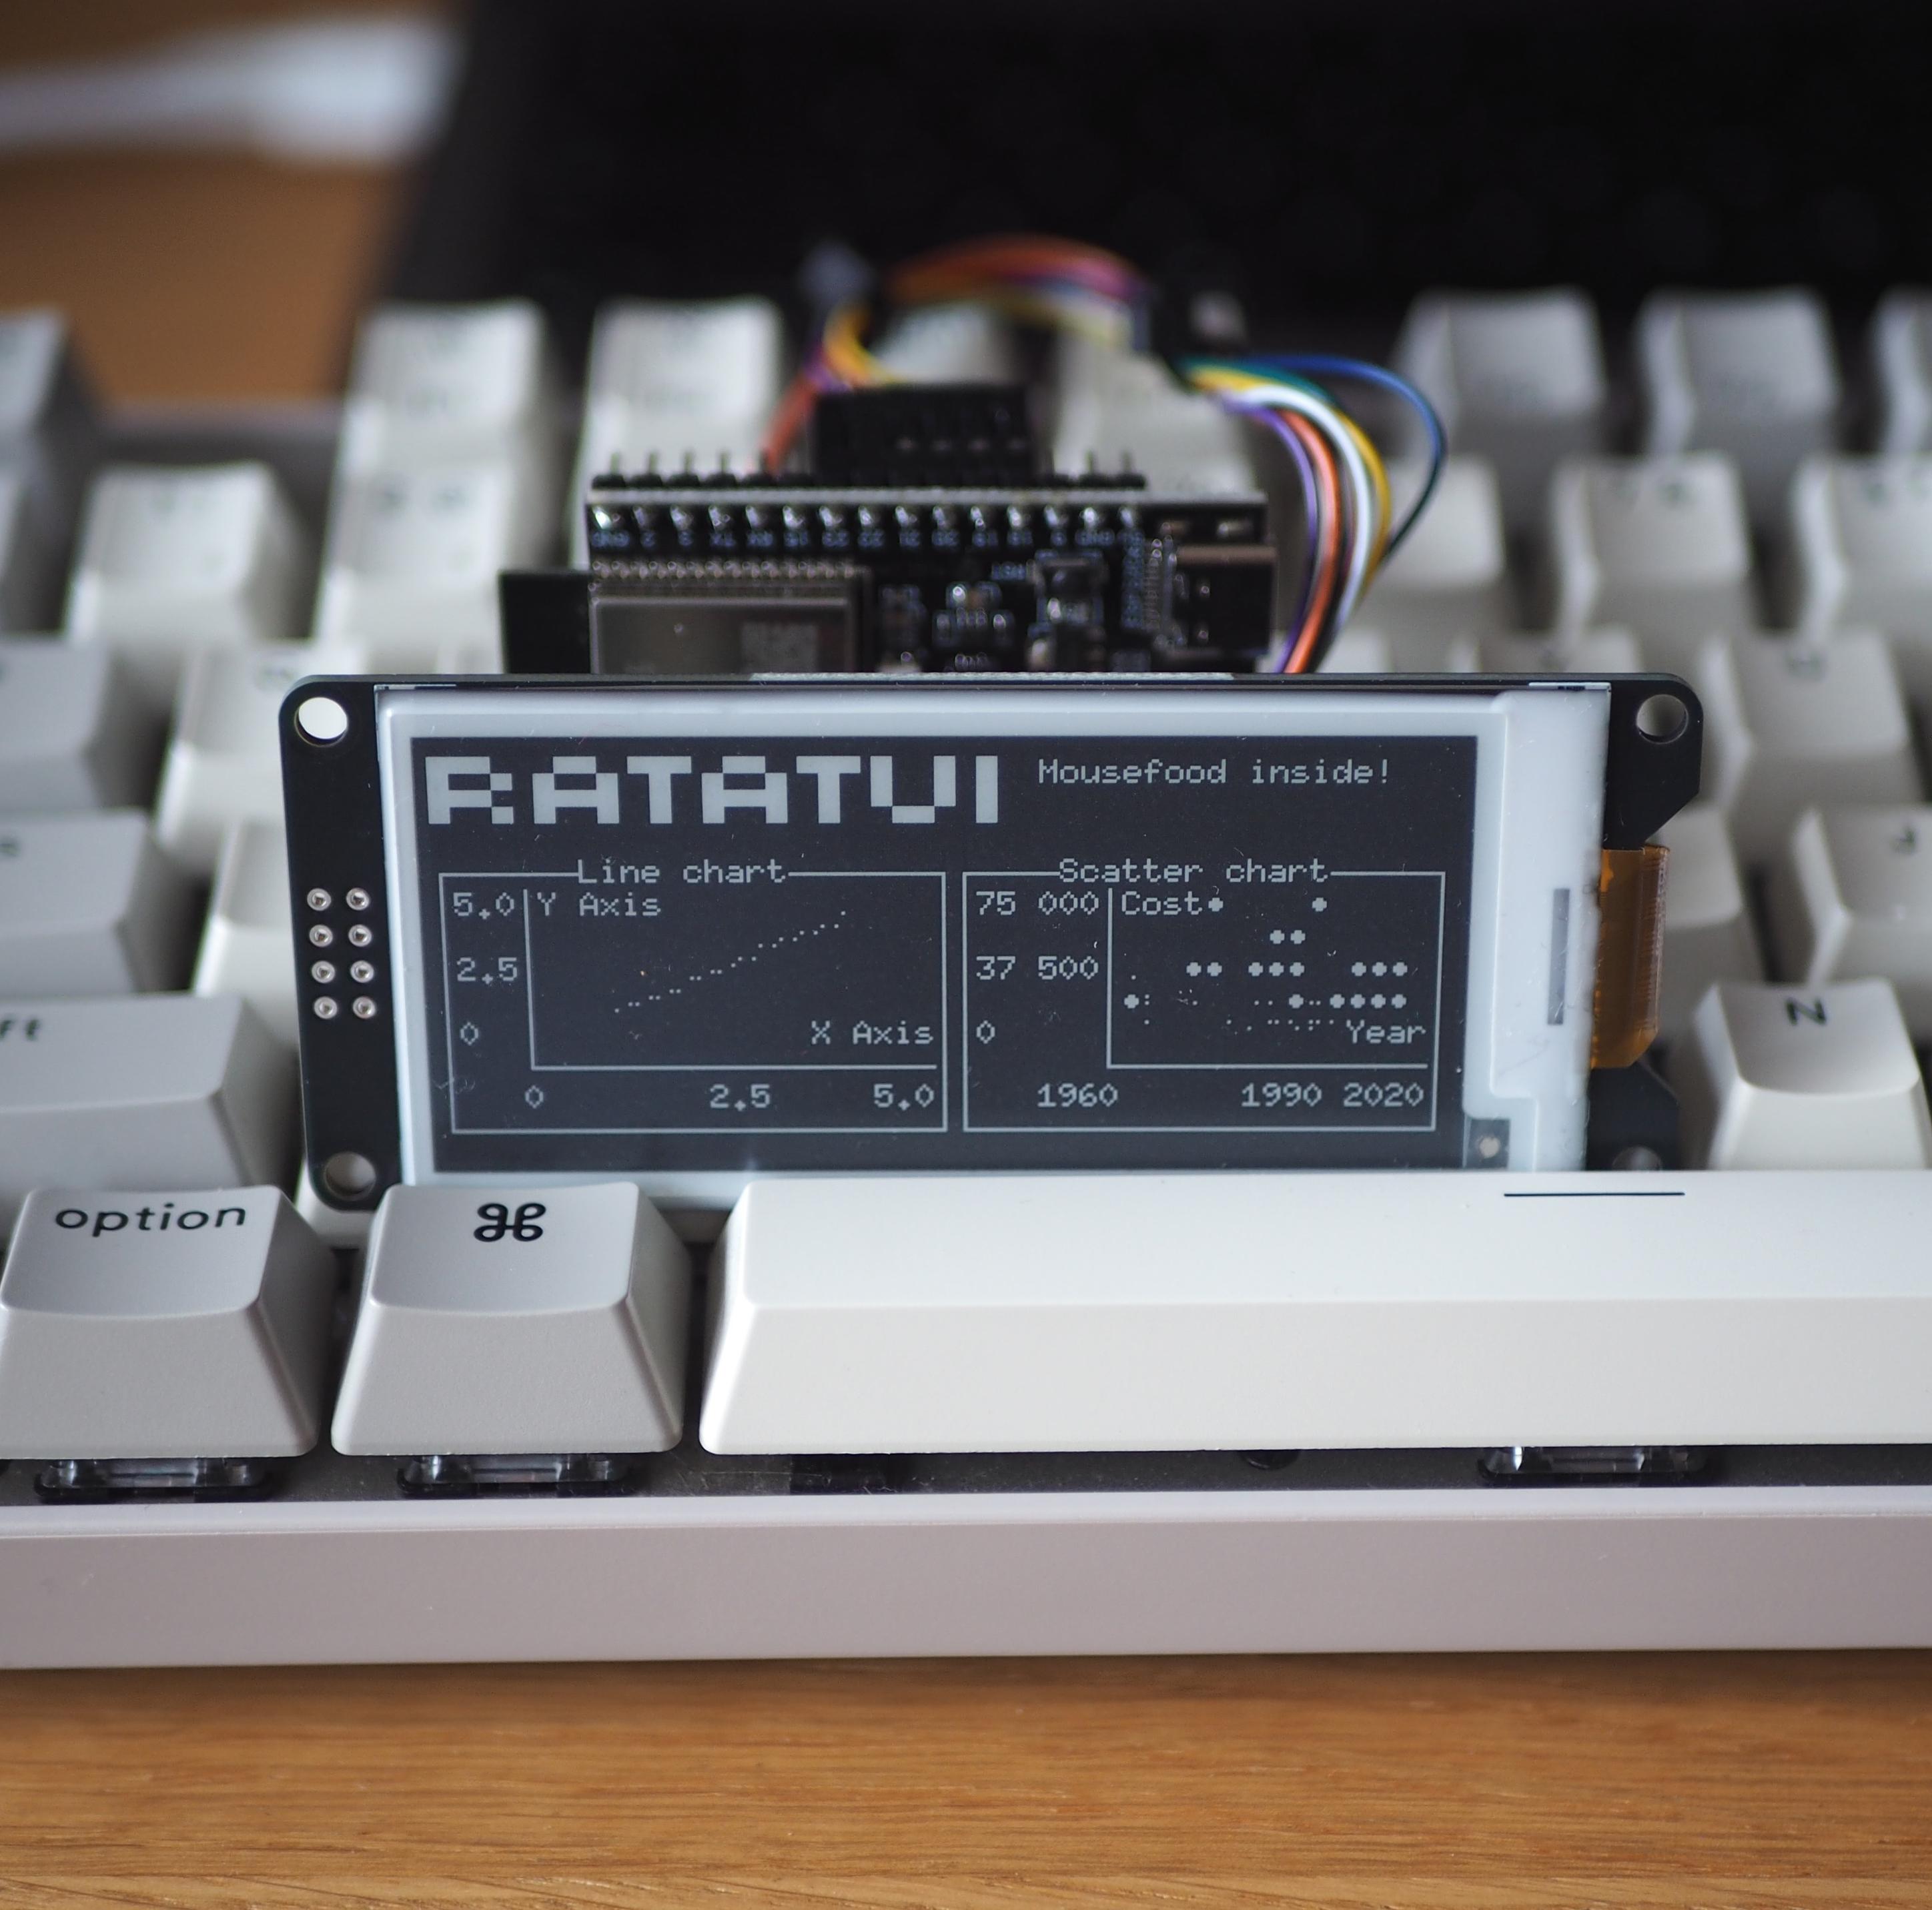 RATATUI
Mousefood inside!
Line chart
5.0 Y Axis
2.5
0
X Axis
0 2.5 5.0
Scatter chart
75 000 Cost
37 500
0
Year
1960 1990 2020
N
option
⌘